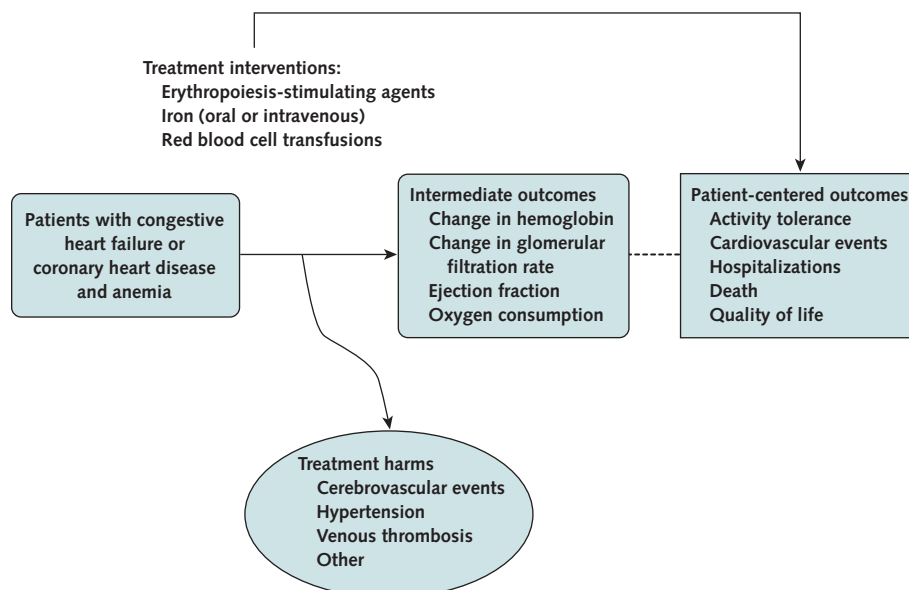 Treatment interventions:
Erythropoiesis-stimulating agents
Iron (oral or intravenous)
Red blood cell transfusions
Patients with congestive
heart failure or
coronary heart disease
and anemia
Intermediate outcomes
Change in hemoglobin
Change in glomerular
filtration rate
Ejection fraction
Oxygen consumption
Patient-centered outcomes
Activity tolerance
Cardiovascular events
Hospitalizations
Death
Quality of life
Treatment harms
Cerebrovascular events
Hypertension
Venous thrombosis
Other